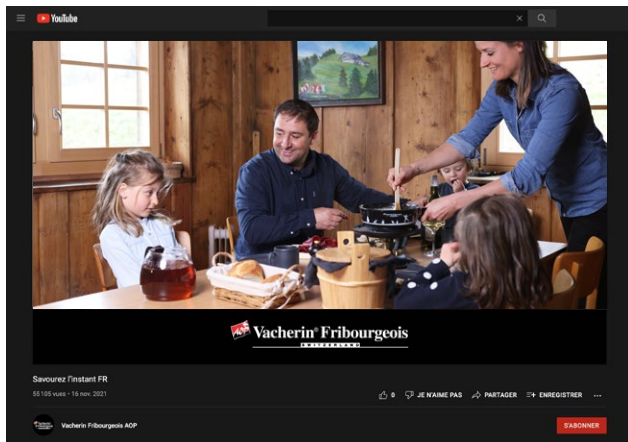 YouTube
AOP
Vacherin® Fribourgeois
SWITZERLAND
Savourez l'instant FR
55 105 vues - 16 nov. 2021
0 JE N'AIME PAS PARTAGER ENREGISTRER
Vacherin Fribourgeois AOP
S'ABONNER